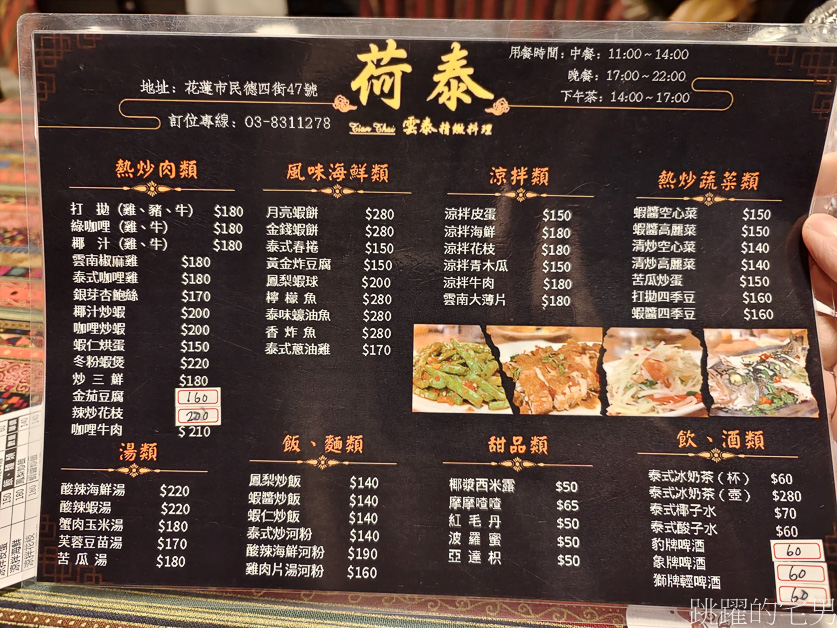 荷泰
Tian Thai 雲泰精緻料理
地址：花蓮市民德四街47號
訂位專線：03-8311278
用餐時間：中餐：11:00~14:00
晚餐：17:00~22:00
下午茶：14:00~17:00
熱炒肉類
打 拋（雞、豬、牛） $180
綠咖哩（雞、牛） $180
椰 汁（雞、牛） $180
雲南椒麻雞 $180
泰式咖哩雞 $180
銀芽杏鮑絲 $170
椰汁炒蝦 $200
咖哩炒蝦 $200
蝦仁烘蛋 $150
冬粉蝦煲 $220
炒 三 鮮 $180
金茄豆腐 160
辣炒花枝 200
咖哩牛肉 $210
風味海鮮類
月亮蝦餅 $280
金錢蝦餅 $280
泰式春捲 $150
黃金炸豆腐 $150
鳳梨蝦球 $200
檸 檬 魚 $280
泰味蠔油魚 $280
香 炸 魚 $280
泰式蔥油雞 $170
涼拌類
涼拌皮蛋 $150
涼拌海鮮 $180
涼拌花枝 $180
涼拌青木瓜 $150
涼拌牛肉 $180
雲南大薄片 $180
熱炒蔬菜類
蝦醬空心菜 $150
蝦醬高麗菜 $150
清炒空心菜 $140
清炒高麗菜 $140
苦瓜炒蛋 $150
打拋四季豆 $160
蝦醬四季豆 $160
湯類
酸辣海鮮湯 $220
酸辣蝦湯 $220
蟹肉玉米湯 $180
芙蓉豆苗湯 $170
苦 瓜 湯 $180
飯、麵類
鳳梨炒飯 $140
蝦醬炒飯 $140
蝦仁炒飯 $140
泰式炒河粉 $140
酸辣海鮮河粉 $190
雞肉片湯河粉 $160
甜品類
椰漿西米露 $50
摩摩喳喳 $65
紅 毛 丹 $50
波 羅 蜜 $50
亞 達 枳 $50
飲、酒類
泰式冰奶茶（杯） $60
泰式冰奶茶（壺） $280
泰式椰子水 $70
泰式酸子水 $60
豹牌啤酒 60
象牌啤酒 60
獅牌輕啤酒 60
跳躍的宅男